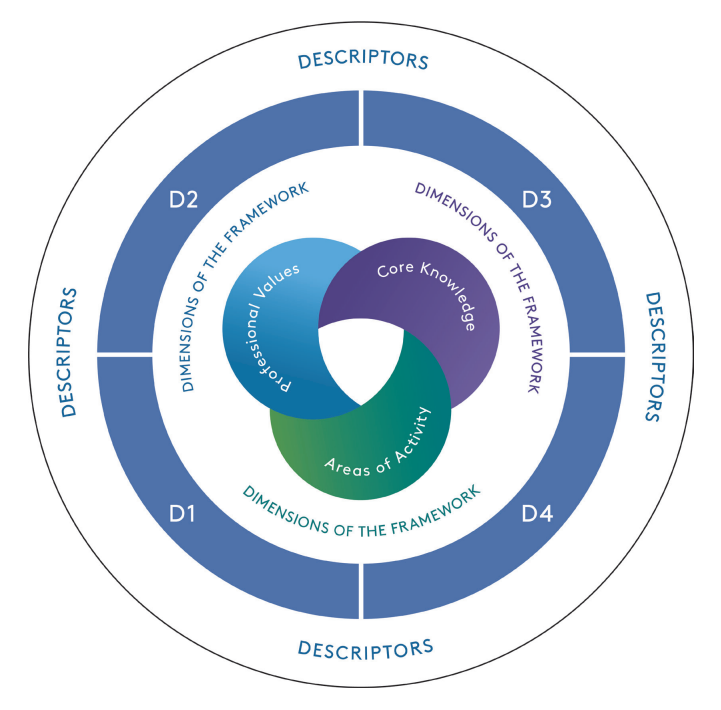 DESCRIPTORS
D2
D3
DIMENSIONS OF THE FRAMEWORK
DIMENSIONS OF THE FRAMEWORK
Professional Values
Core Knowledge
DESCRIPTORS
DESCRIPTORS
Areas of Activity
DIMENSIONS OF THE FRAMEWORK
D1
D4
DESCRIPTORS